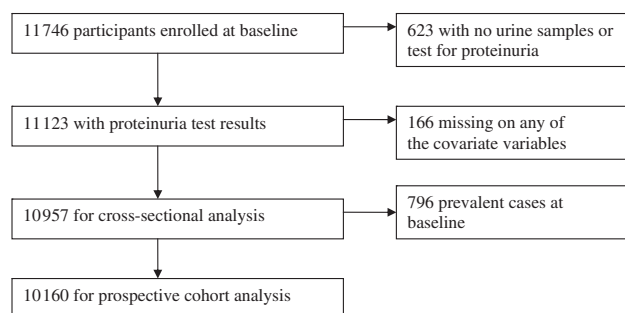 11746 participants enrolled at baseline
623 with no urine samples or
test for proteinuria
11123 with proteinuria test results
166 missing on any of
the covariate variables
10957 for cross-sectional analysis
796 prevalent cases at
baseline
10160 for prospective cohort analysis